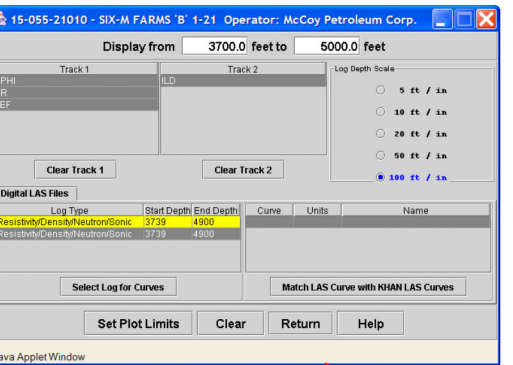 15-055-21010 - SIX-M FARMS 'B' 1-21 Operator: McCoy Petroleum Corp.
Display from 3700.0 feet to 5000.0 feet
Track 1 Track 2 Log Depth Scale
PHI ILD
R
EF
5 ft / in
10 ft / in
20 ft / in
50 ft / in
100 ft / in
Clear Track 1 Clear Track 2
Digital LAS Files
Log Type Start Depth End Depth Curve Units Name
Resistivity/Density/Neutron/Sonic 3739 4900
Resistivity/Density/Neutron/Sonic 3739 4900
Select Log for Curves Match LAS Curve with KHAN LAS Curves
Set Plot Limits Clear Return Help
ava Applet Window